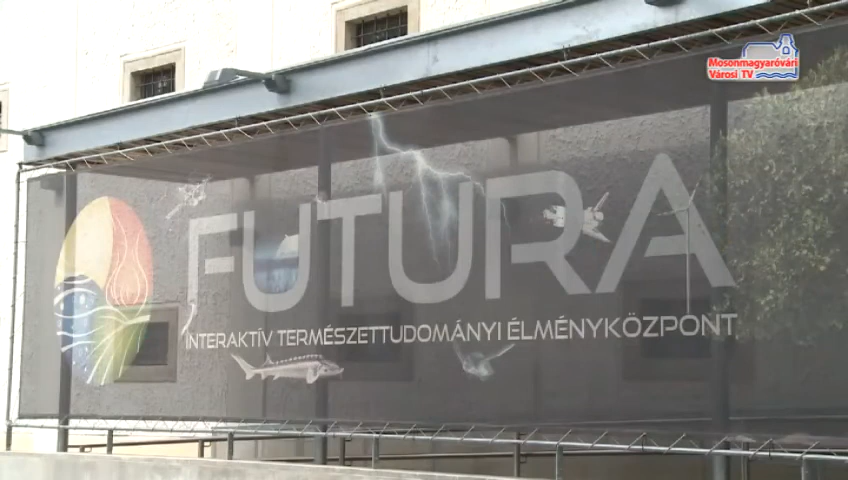 Mosonmagyaróvári
Városi TV
FUTURA
INTERAKTÍV TERMÉSZETTUDOMÁNYI ÉLMÉNYKÖZPONT